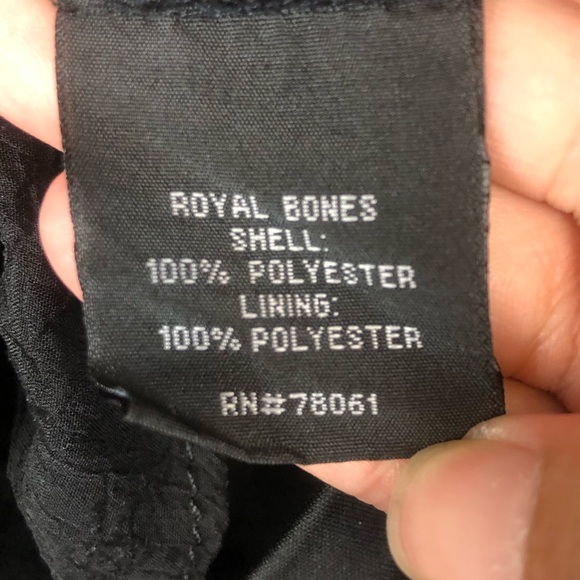 ROYAL BONES
SHELL:
100% POLYESTER
LINING:
100% POLYESTER
RN#78061